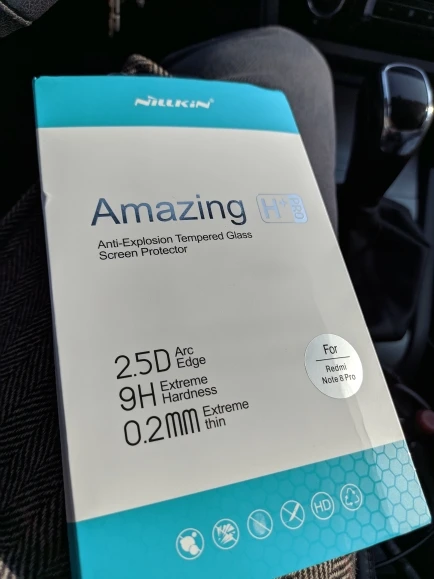 NILLKIN®
Amazing H+ PRO
Anti-Explosion Tempered Glass
Screen Protector
2.5D Arc
Edge
9H Extreme
Hardness
0.2mm Extreme
thin
For
Redmi
Note 8 Pro
HD